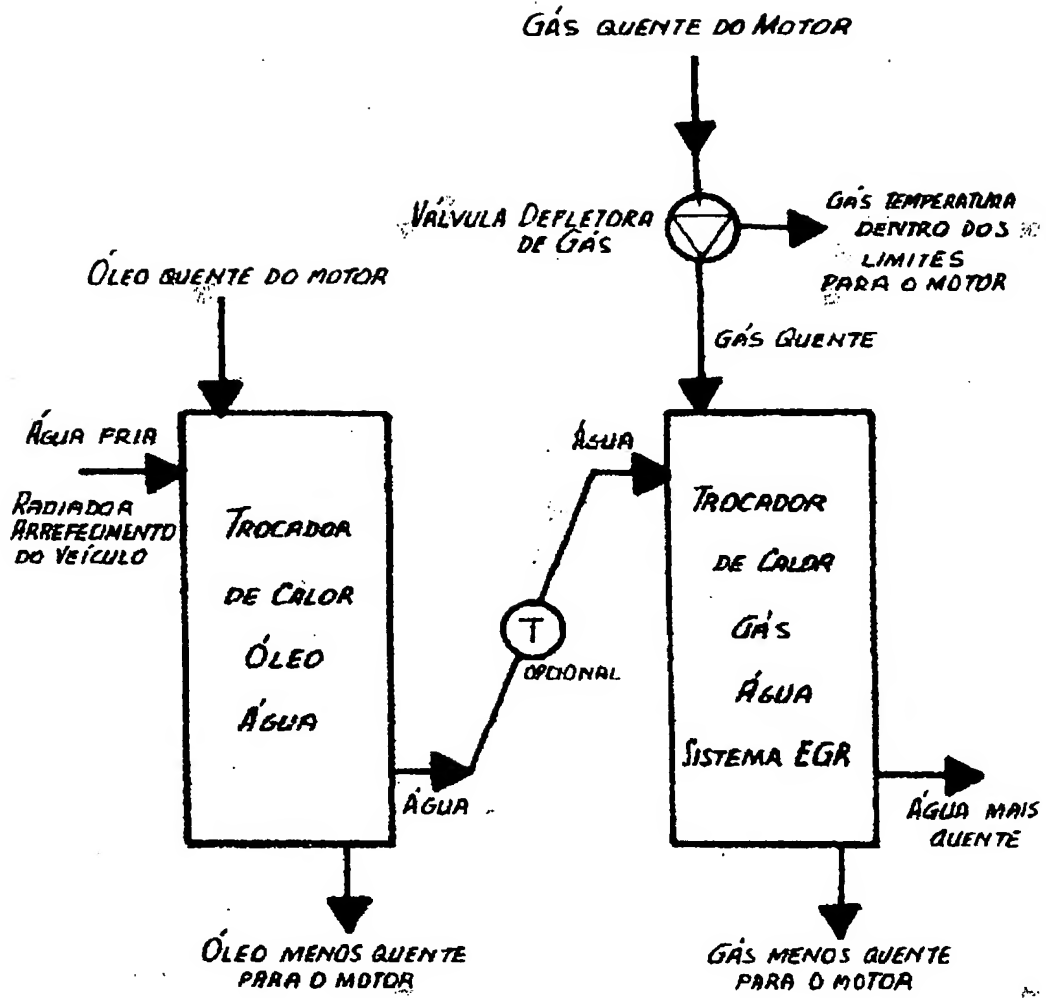 GÁS QUENTE DO MOTOR
VÁLVULA DEFLETORA
DE GÁS
GÁS TEMPERATURA
DENTRO DOS
LIMITES
PARA O MOTOR
ÓLEO QUENTE DO MOTOR
GÁS QUENTE
ÁGUA FRIA
RADIADOR
ARREFECIMENTO
DO VEÍCULO
TROCADOR
DE CALOR
ÓLEO
ÁGUA
ÁGUA
T
OPCIONAL
ÁGUA
TROCADOR
DE CALOR
GÁS
ÁGUA
SISTEMA EGR
ÁGUA MAIS
QUENTE
ÓLEO MENOS QUENTE
PARA O MOTOR
GÁS MENOS QUENTE
PARA O MOTOR